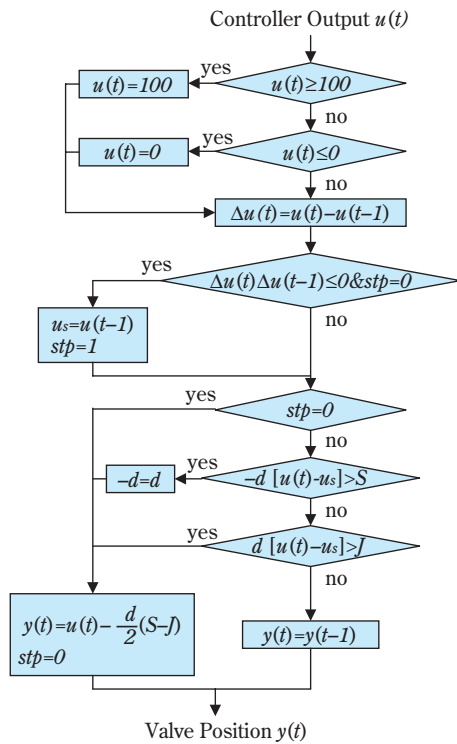 Controller Output u(t)
yes
u(t)=100
u(t)≥100
no
yes
u(t)=0
u(t)≤0
no
Δu(t)=u(t)−u(t−1)
yes
Δu(t)Δu(t−1)≤0&stp=0
uₛ=u(t−1)
stp=1
no
yes
stp=0
no
yes
−d=d
−d [u(t)-uₛ]>S
no
yes
d [u(t)−uₛ]>J
no
y(t)=u(t)− d/2 (S−J)
stp=0
y(t)=y(t−1)
Valve Position y(t)